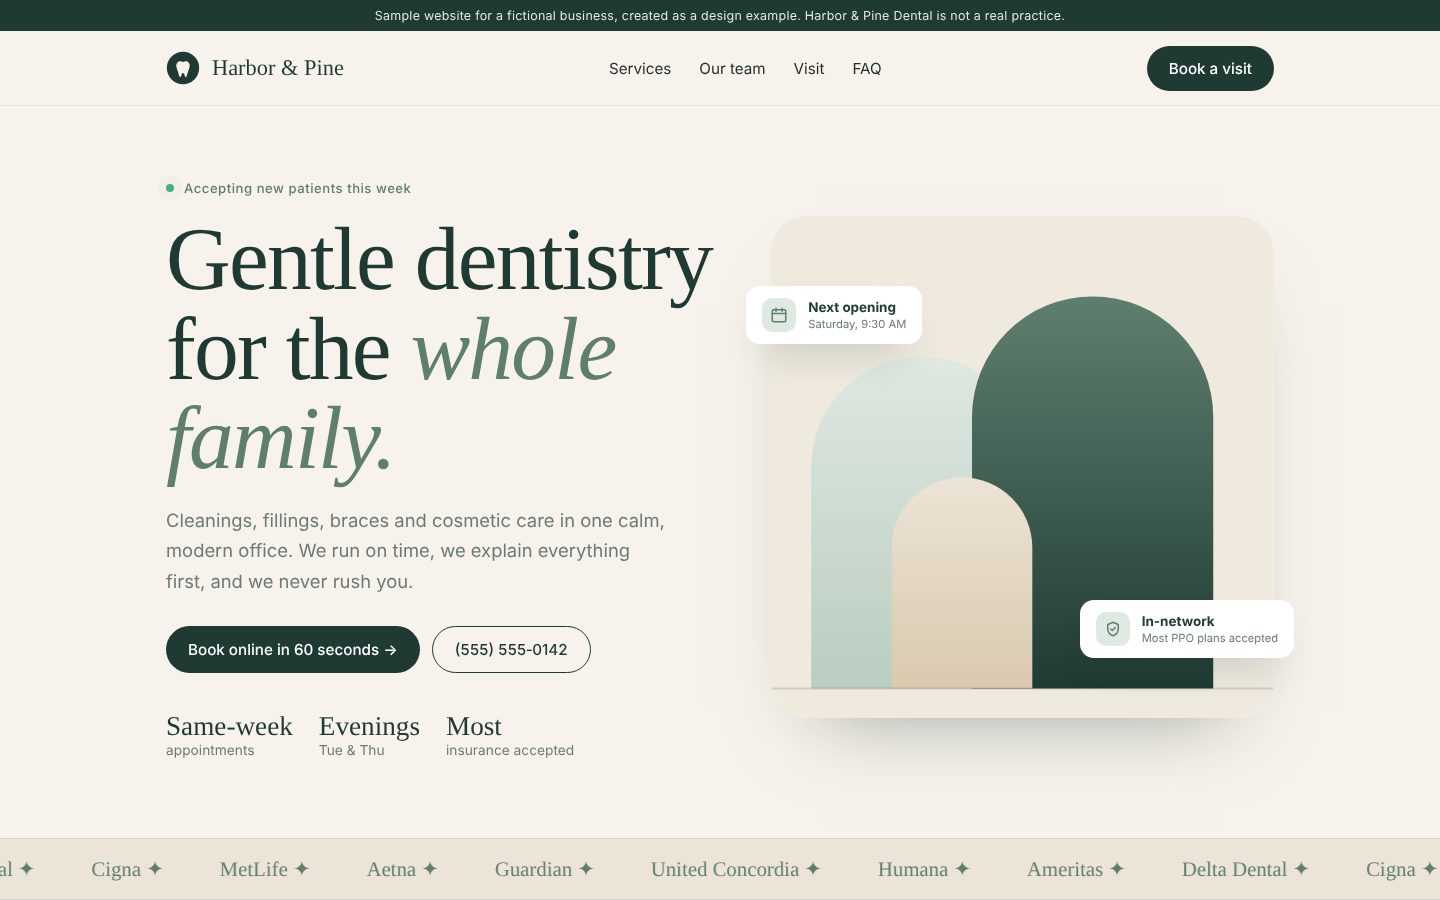 Sample website for a fictional business, created as a design example. Harbor & Pine Dental is not a real practice.
Harbor & Pine
Services
Our team
Visit
FAQ
Book a visit
Accepting new patients this week
Gentle dentistry
for the whole
family.
Cleanings, fillings, braces and cosmetic care in one calm,
modern office. We run on time, we explain everything
first, and we never rush you.
Book online in 60 seconds →
(555) 555-0142
Same-week
appointments
Evenings
Tue & Thu
Most
insurance accepted
Next opening
Saturday, 9:30 AM
In-network
Most PPO plans accepted
al ✦ Cigna ✦ MetLife ✦ Aetna ✦ Guardian ✦ United Concordia ✦ Humana ✦ Ameritas ✦ Delta Dental ✦ Cigna ✦